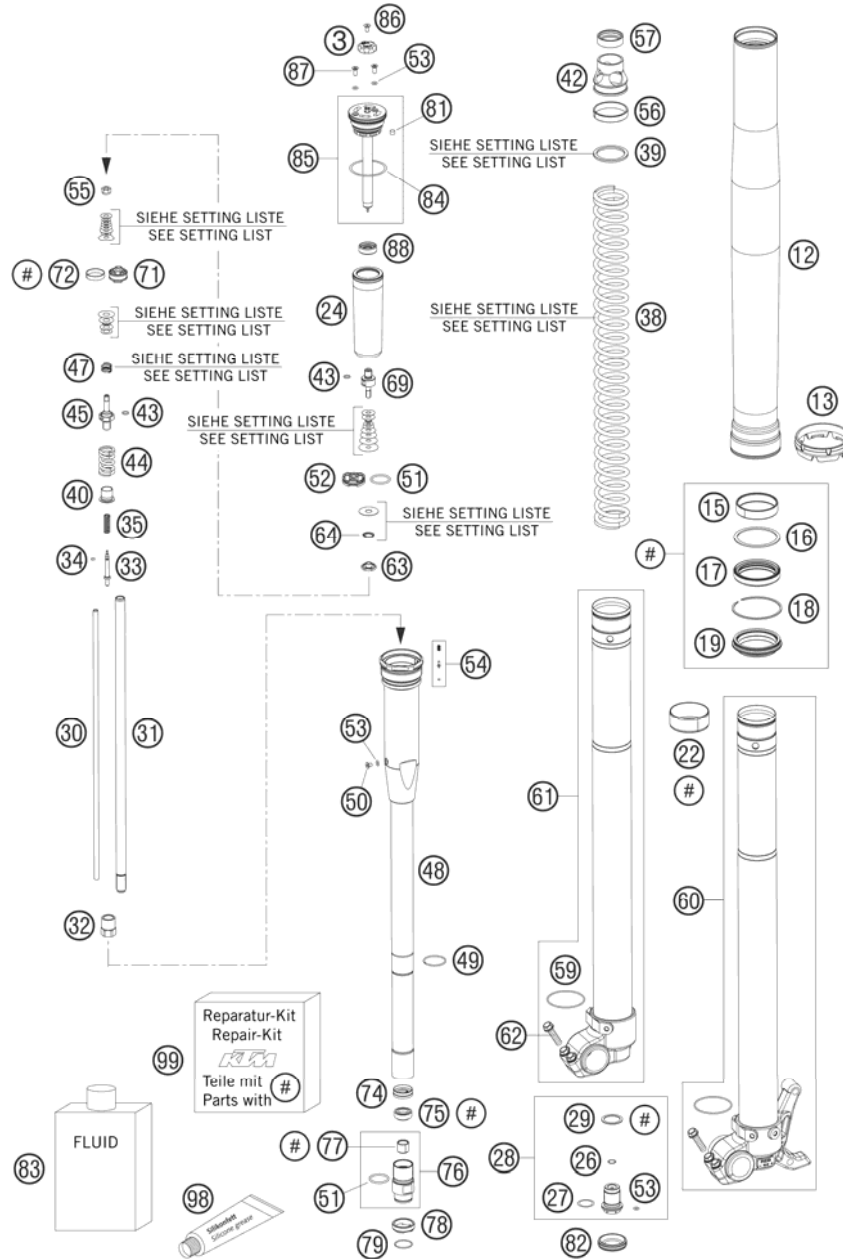 86
3
57
87
53
42
81
56
SIEHE SETTING LISTE
SEE SETTING LIST
39
85
84
55
SIEHE SETTING LISTE
SEE SETTING LIST
12
88
# 72 71
24
SIEHE SETTING LISTE
SEE SETTING LIST
SIEHE SETTING LISTE
SEE SETTING LIST
38
47
SIEHE SETTING LISTE
SEE SETTING LIST
43
69
45
43
13
SIEHE SETTING LISTE
SEE SETTING LIST
44
52
51
40
15
35
SIEHE SETTING LISTE
SEE SETTING LIST
16
64
#
34
33
63
17
18
19
54
30
31
53
22
#
50
61
48
60
32
49
59
Reparatur-Kit
Repair-Kit
KTM
Teile mit
Parts with #
99
62
74
75 #
29 #
FLUID
# 77
28
26
83
76
51
27
53
98
Silikonfett
Silicone grease
78
79
82